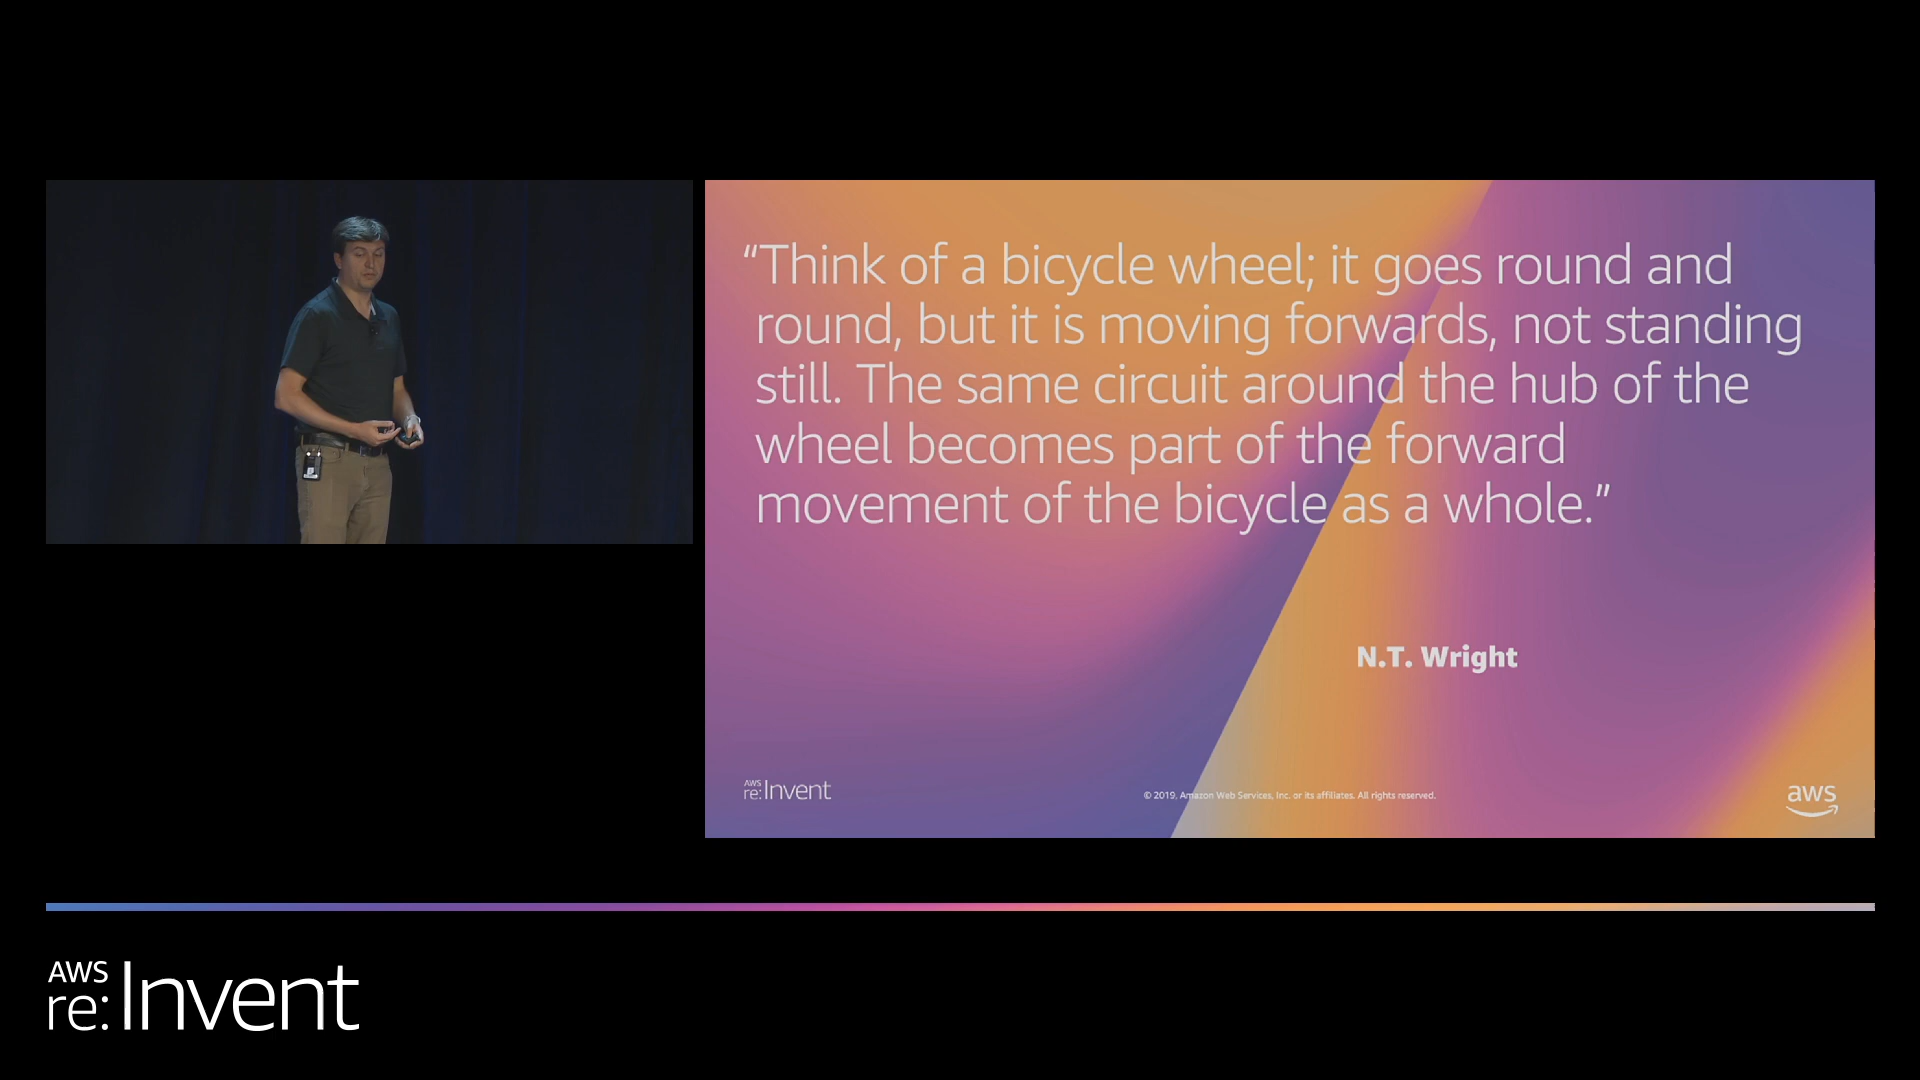 “Think of a bicycle wheel; it goes round and
round, but it is moving forwards, not standing
still. The same circuit around the hub of the
wheel becomes part of the forward
movement of the bicycle as a whole.”
N.T. Wright
AWS
re:Invent
© 2019, Amazon Web Services, Inc. or its affiliates. All rights reserved.
aws
AWS
re:Invent